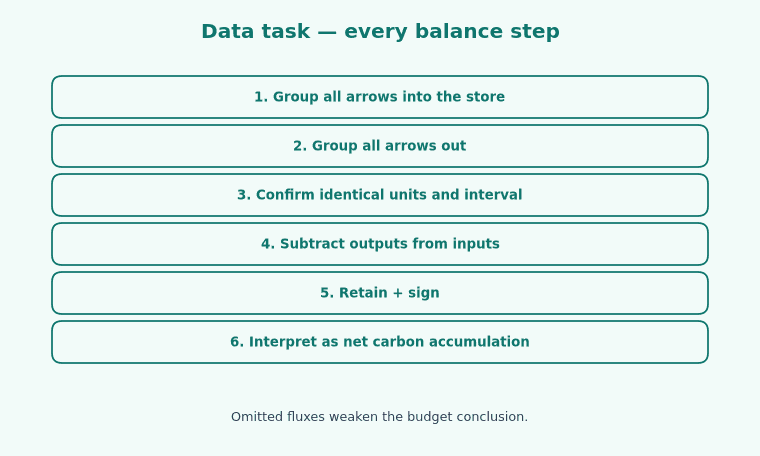 Data task — every balance step
1. Group all arrows into the store
2. Group all arrows out
3. Confirm identical units and interval
4. Subtract outputs from inputs
5. Retain + sign
6. Interpret as net carbon accumulation
Omitted fluxes weaken the budget conclusion.